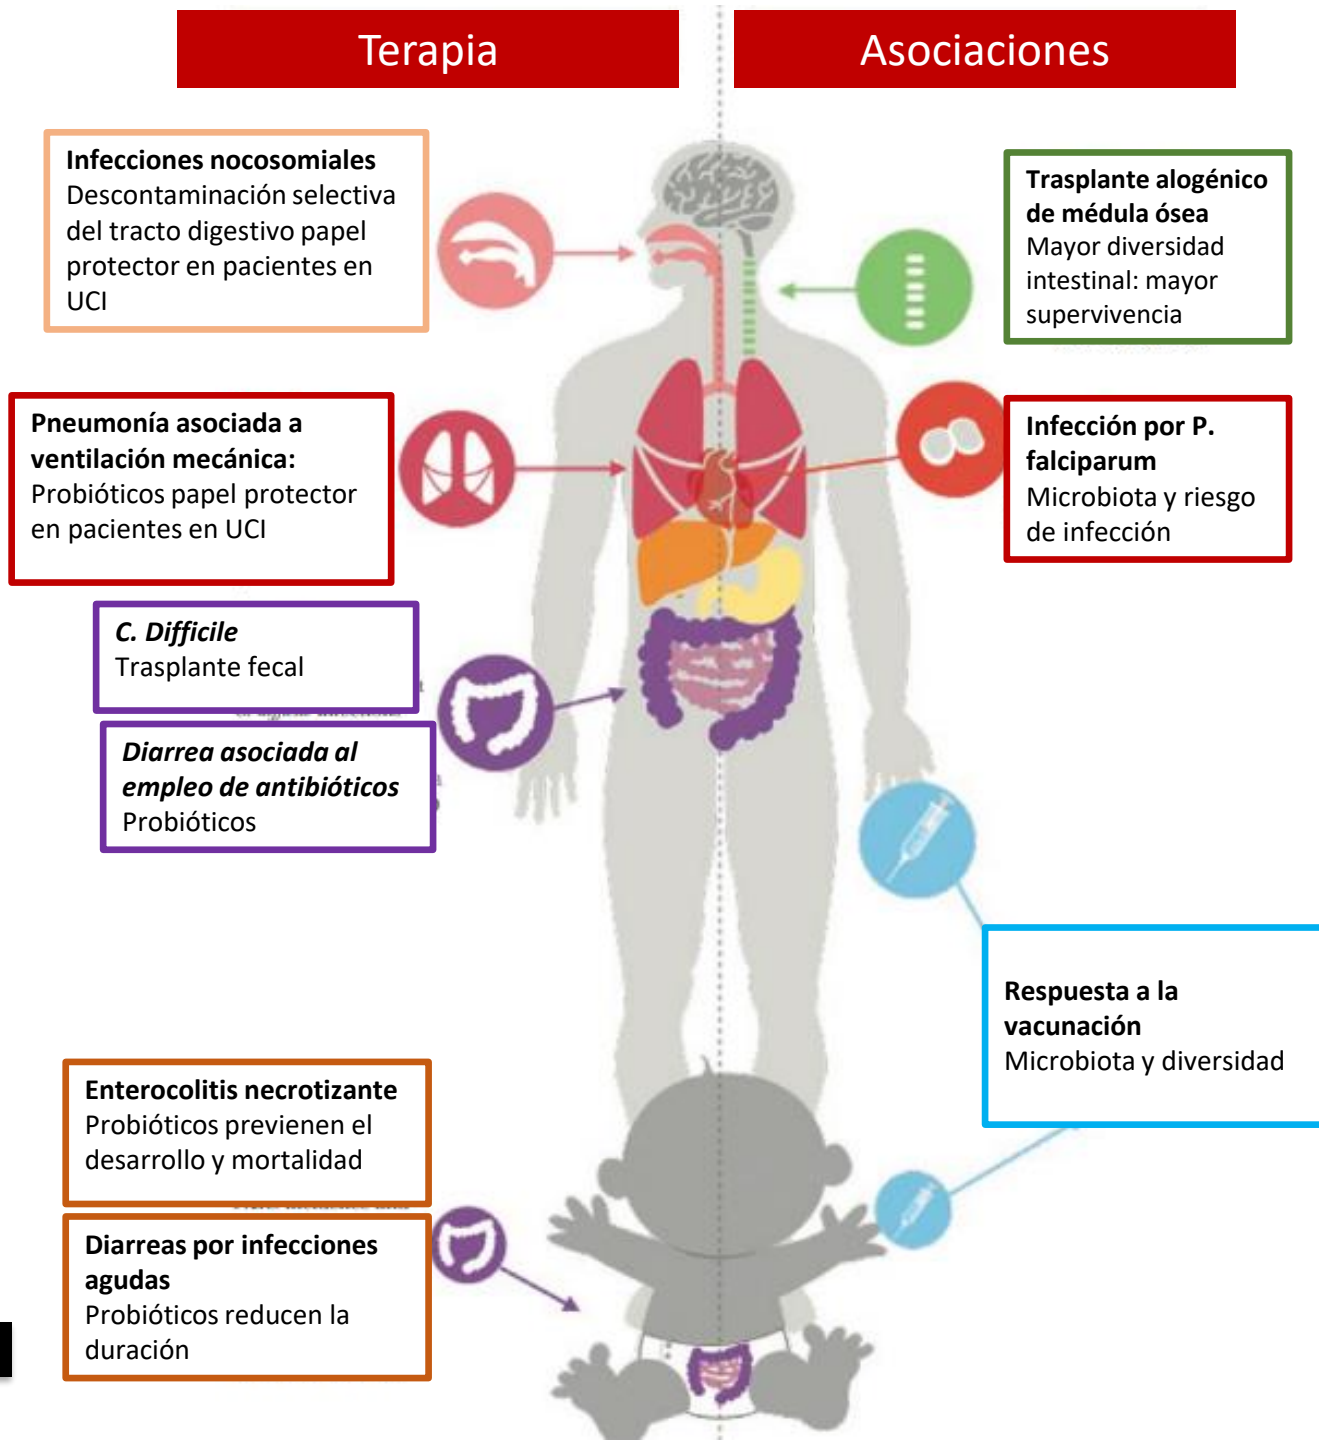 Terapia
Asociaciones
Infecciones nocosomiales
Descontaminación selectiva
del tracto digestivo papel
protector en pacientes en
UCI
Trasplante alogénico
de médula ósea
Mayor diversidad
intestinal: mayor
supervivencia
Pneumonía asociada a
ventilación mecánica:
Probióticos papel protector
en pacientes en UCI
Infección por P.
falciparum
Microbiota y riesgo
de infección
C. Difficile
Trasplante fecal
Diarrea asociada al
empleo de antibióticos
Probióticos
Respuesta a la
vacunación
Microbiota y diversidad
Enterocolitis necrotizante
Probióticos previenen el
desarrollo y mortalidad
Diarreas por infecciones
agudas
Probióticos reducen la
duración